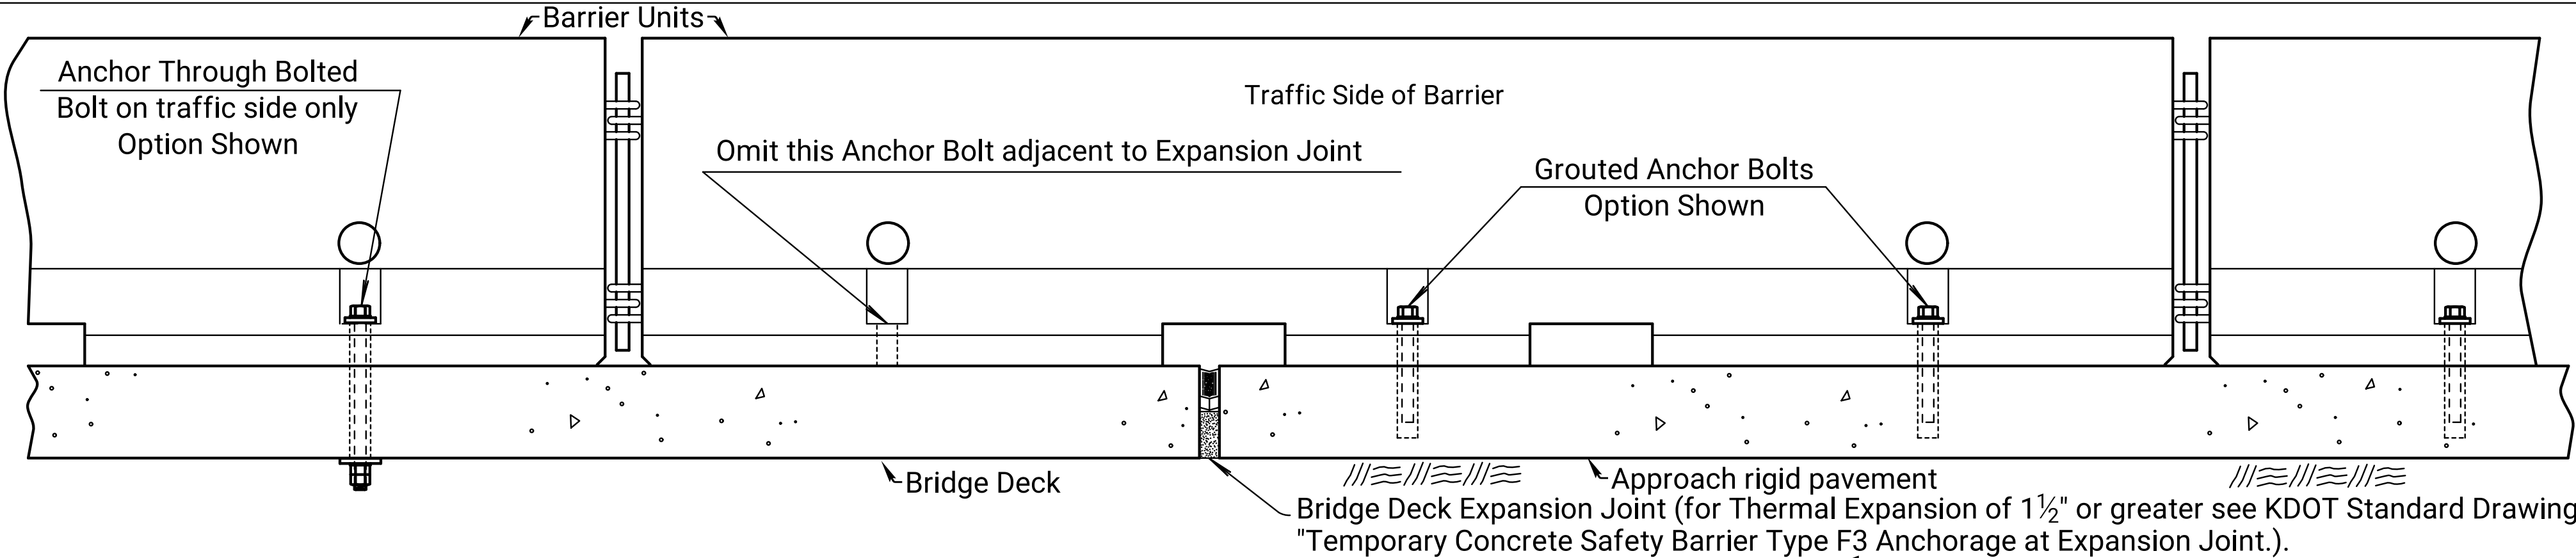 Barrier Units
Anchor Through Bolted
Bolt on traffic side only
Option Shown
Traffic Side of Barrier
Omit this Anchor Bolt adjacent to Expansion Joint
Grouted Anchor Bolts
Option Shown
Bridge Deck
Approach rigid pavement
Bridge Deck Expansion Joint (for Thermal Expansion of 1½" or greater see KDOT Standard Drawing
"Temporary Concrete Safety Barrier Type F3 Anchorage at Expansion Joint.).